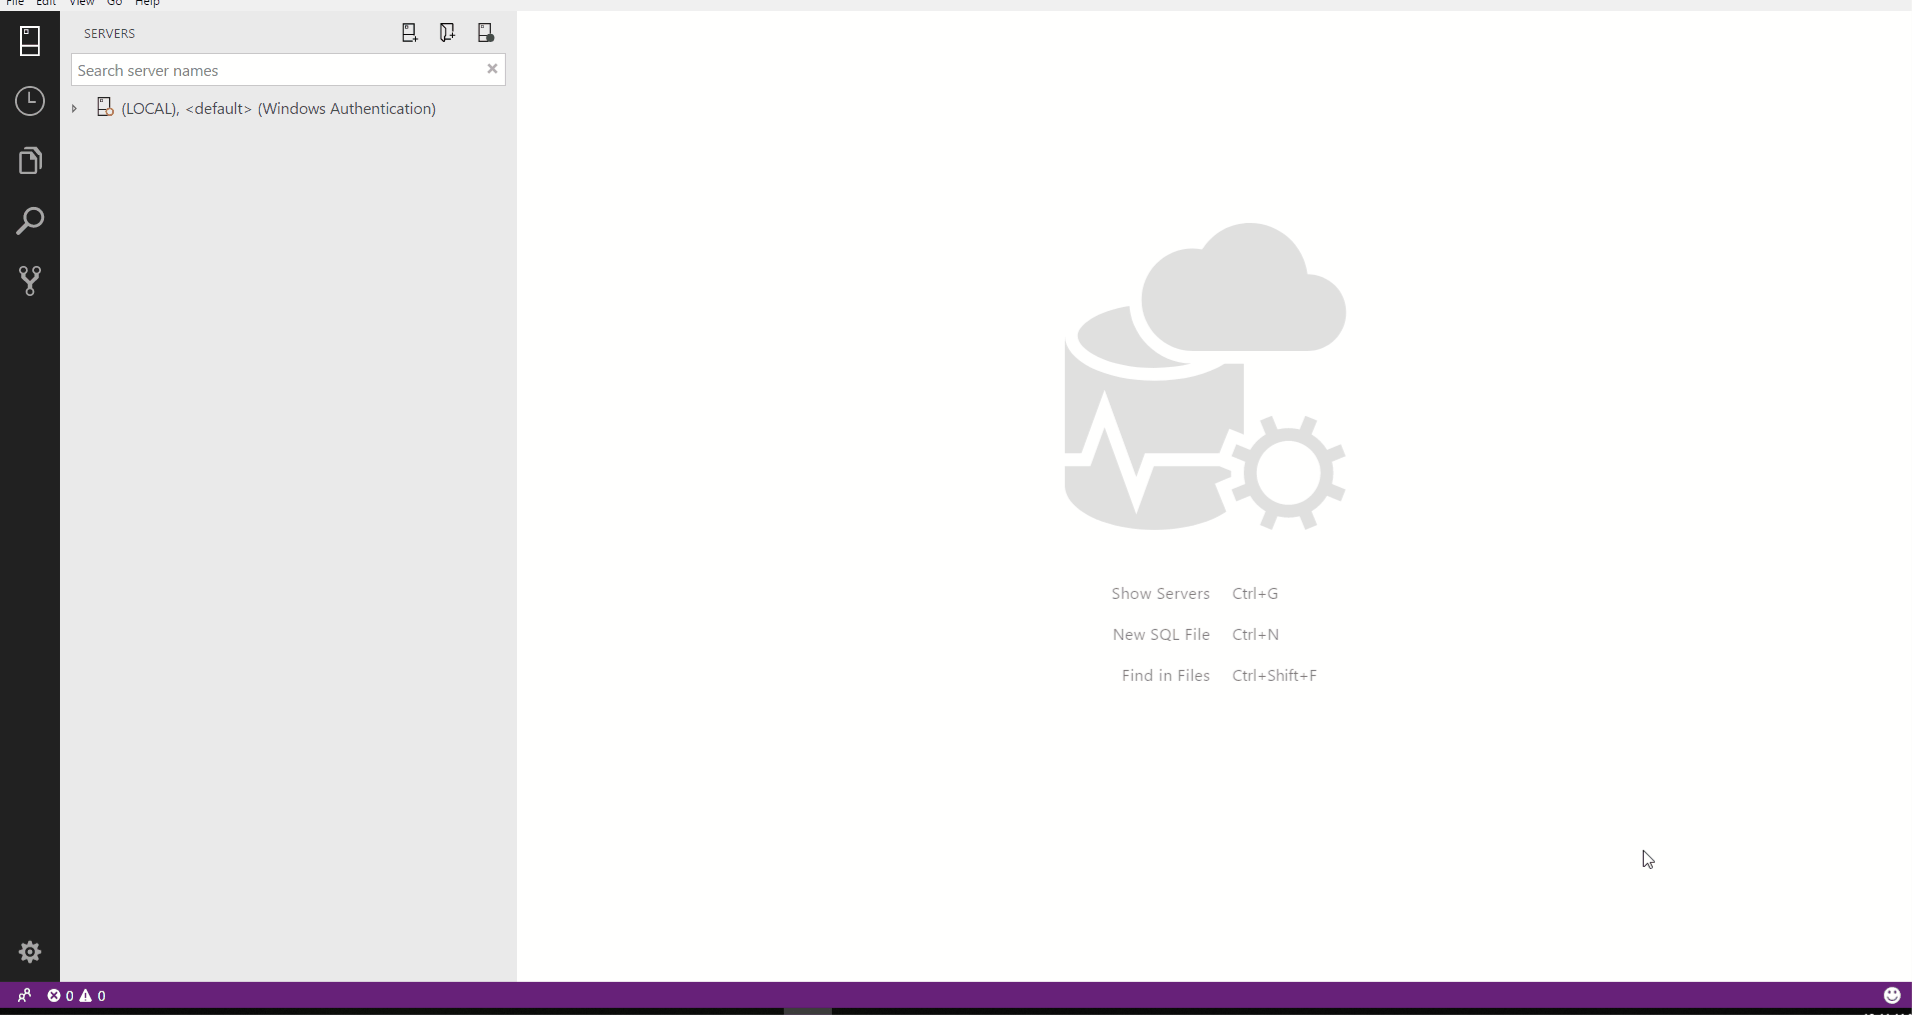 File Edit View Go Help
SERVERS
Search server names
(LOCAL), <default> (Windows Authentication)
Show Servers Ctrl+G
New SQL File Ctrl+N
Find in Files Ctrl+Shift+F
0 0